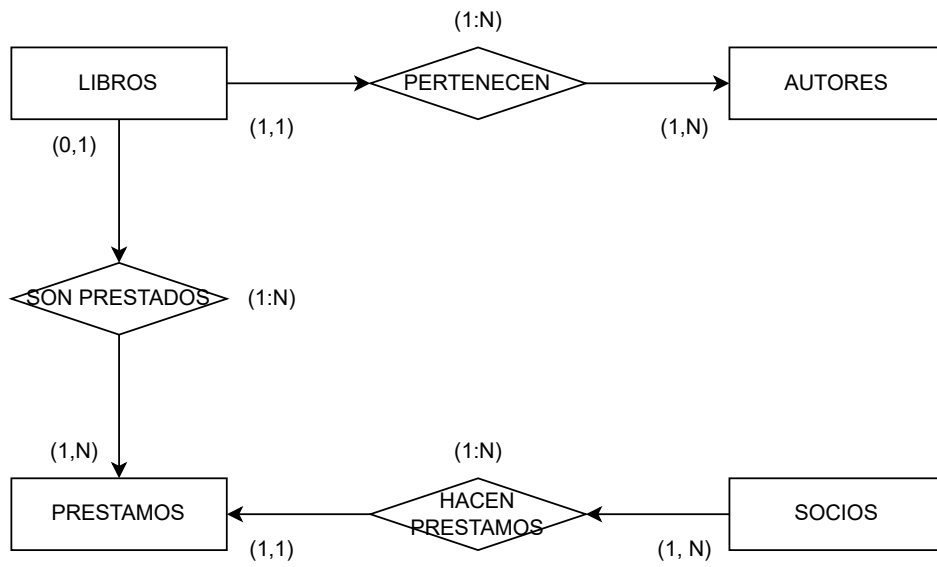 (1:N)
LIBROS
PERTENECEN
AUTORES
(0,1)
(1,1)
(1,N)
SON PRESTADOS
(1:N)
(1,N)
(1:N)
PRESTAMOS
HACEN
PRESTAMOS
SOCIOS
(1,1)
(1, N)